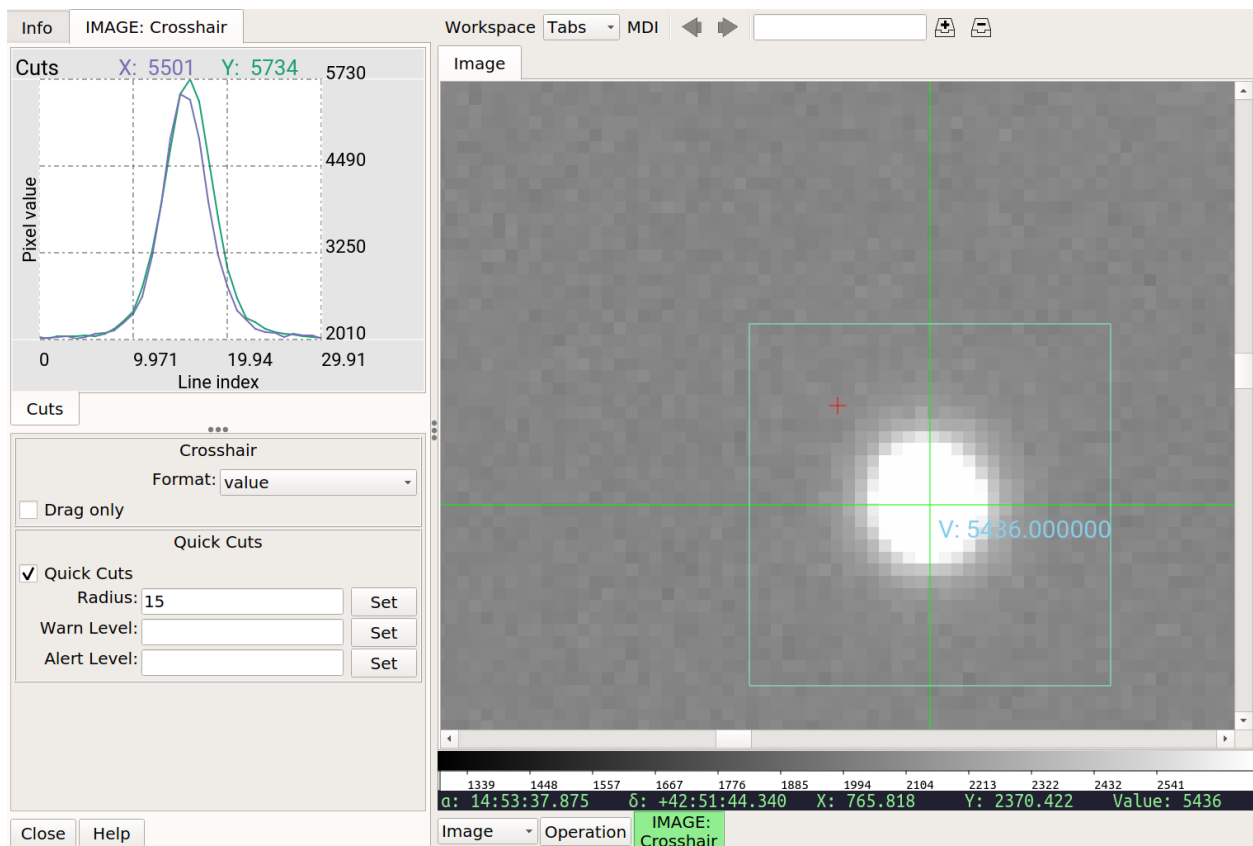 Info
IMAGE: Crosshair
Workspace Tabs MDI
Image
Cuts X: 5501 Y: 5734
5730
4490
3250
2010
Pixel value
0 9.971 19.94 29.91
Line index
Cuts
Crosshair
Format: value
Drag only
Quick Cuts
Quick Cuts
Radius: 15 Set
Warn Level: Set
Alert Level: Set
V: 5436.000000
1339 1448 1557 1667 1776 1885 1994 2104 2213 2322 2432 2541
α: 14:53:37.875 δ: +42:51:44.340 X: 765.818 Y: 2370.422 Value: 5436
Close Help
Image Operation IMAGE:
Crosshair